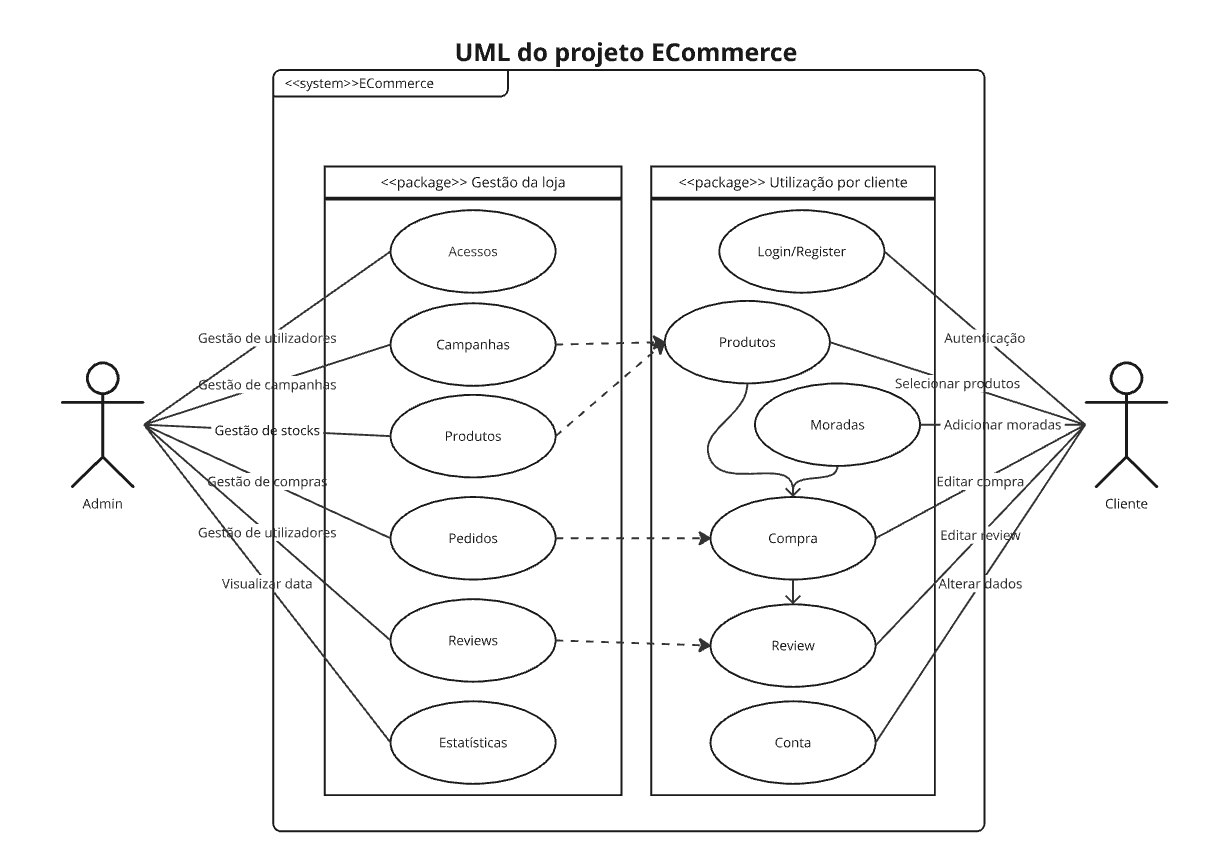 UML do projeto ECommerce
<<system>>ECommerce
<<package>> Gestão da loja
<<package>> Utilização por cliente
Acessos
Login/Register
Gestão de utilizadores
Campanhas
Produtos
Autenticação
Gestão de campanhas
Selecionar produtos
Gestão de stocks
Produtos
Moradas
Adicionar moradas
Gestão de compras
Editar compra
Admin
Cliente
Gestão de utilizadores
Pedidos
Compra
Editar review
Visualizar data
Alterar dados
Reviews
Review
Estatísticas
Conta